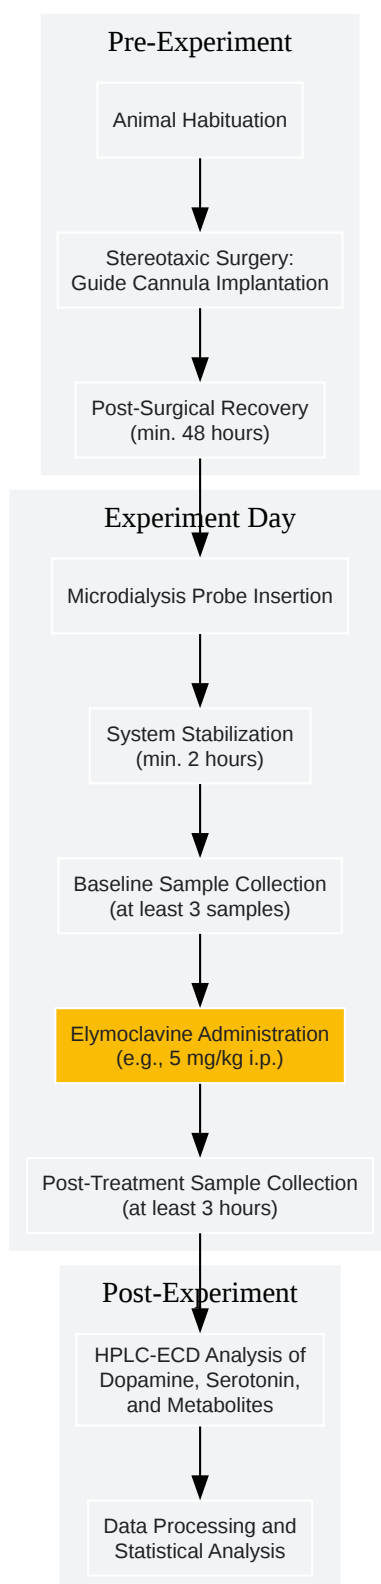 Pre-Experiment
Animal Habituation
Stereotaxic Surgery:
Guide Cannula Implantation
Post-Surgical Recovery
(min. 48 hours)
Experiment Day
Microdialysis Probe Insertion
System Stabilization
(min. 2 hours)
Baseline Sample Collection
(at least 3 samples)
Elymoclavine Administration
(e.g., 5 mg/kg i.p.)
Post-Treatment Sample Collection
(at least 3 hours)
Post-Experiment
HPLC-ECD Analysis of
Dopamine, Serotonin,
and Metabolites
Data Processing and
Statistical Analysis